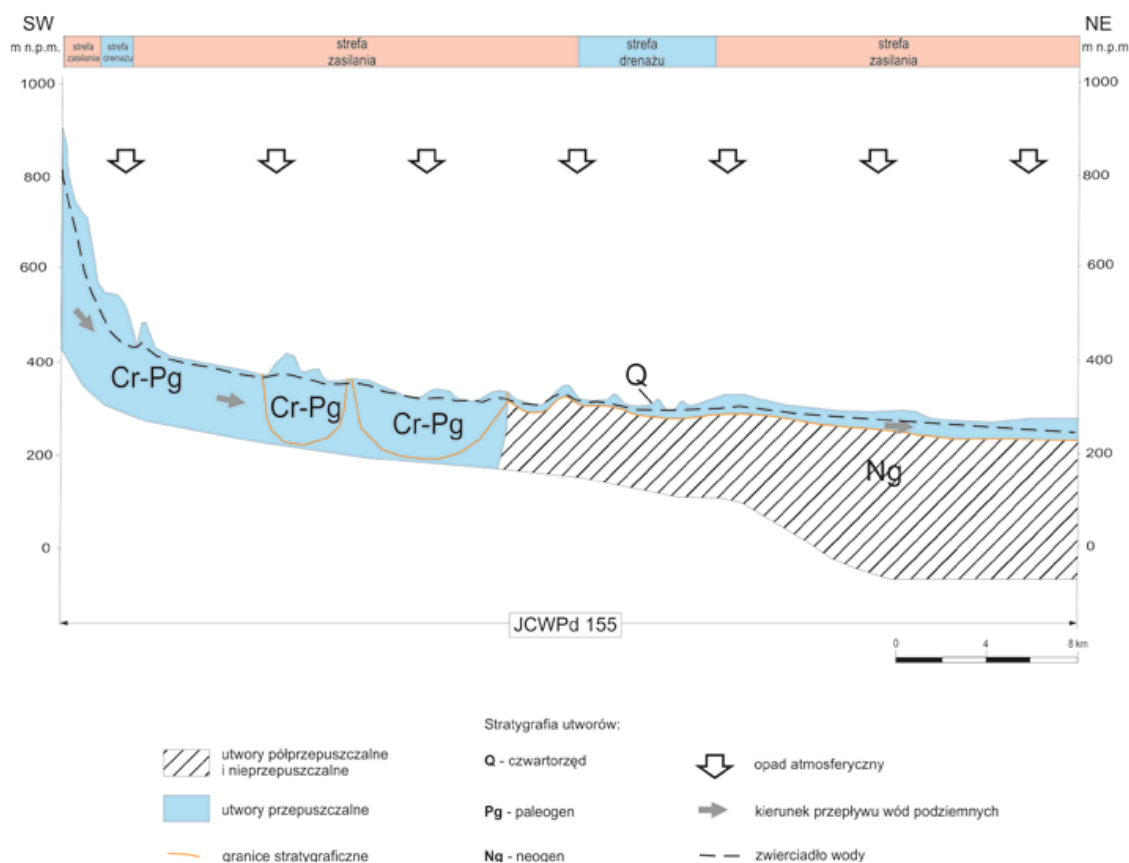 SW
NE
m n.p.m.
m n.p.m
strefa
zasilania
strefa
drenażu
strefa
zasilania
strefa
drenażu
strefa
zasilania
1000
1000
800
800
600
600
400
400
200
200
0
0
Cr-Pg
Cr-Pg
Cr-Pg
Q
Ng
JCWPd 155
0 4 8 km
Stratygrafia utworów:
utwory półprzepuszczalne
i nieprzepuszczalne
Q - czwartorzęd
opad atmosferyczny
utwory przepuszczalne
Pg - paleogen
kierunek przepływu wód podziemnych
granice stratygraficzne
Ng - neogen
zwierciadło wody